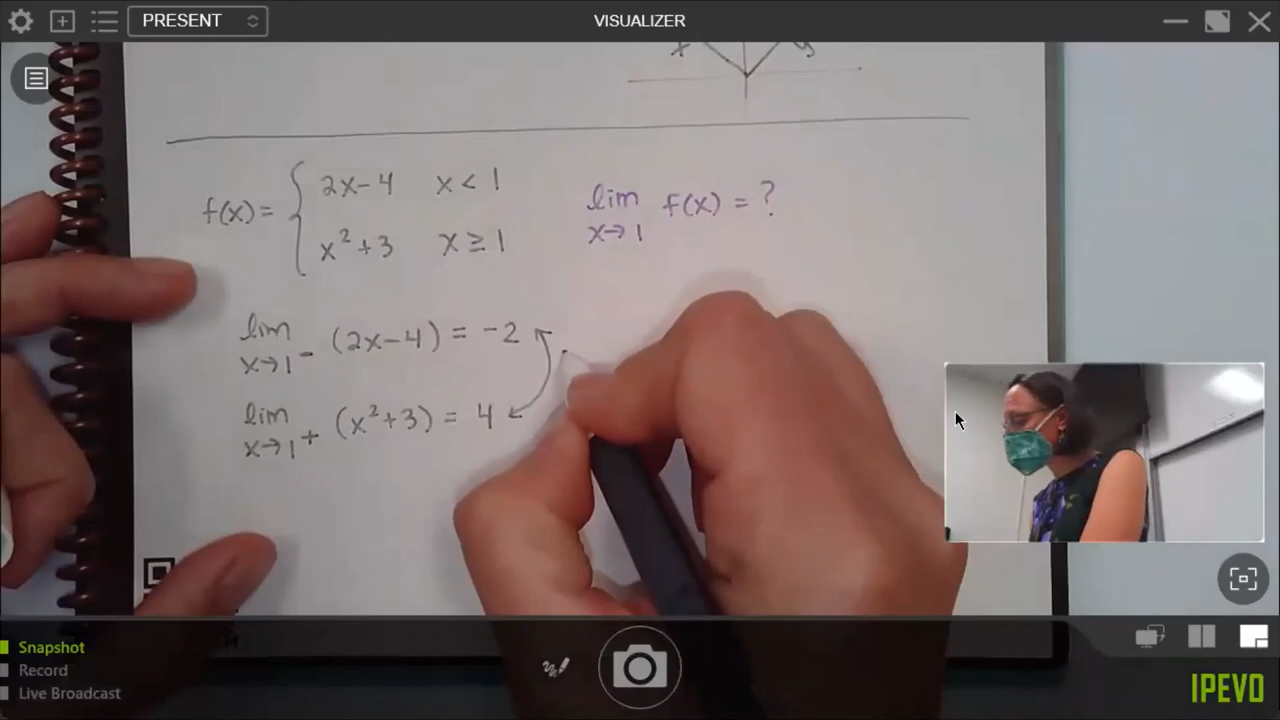 PRESENT
VISUALIZER
f(x) = { 2x-4 x < 1
x² + 3 x ≥ 1
lim x→1 f(x) = ?
lim x→1⁻ (2x-4) = -2
lim x→1⁺ (x²+3) = 4
Snapshot
Record
Live Broadcast
IPEVO